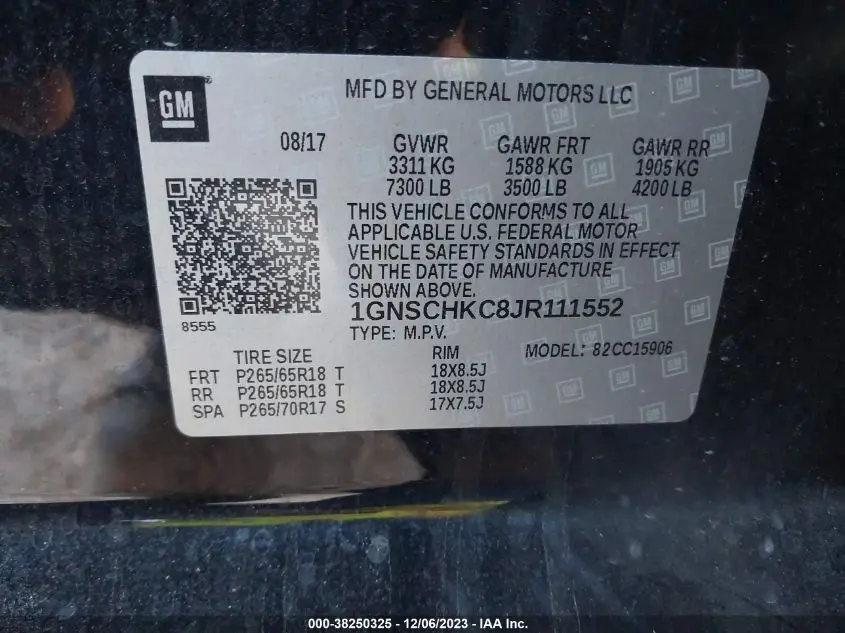 GM
MFD BY GENERAL MOTORS LLC
08/17 GVWR GAWR FRT GAWR RR
3311 KG 1588 KG 1905 KG
7300 LB 3500 LB 4200 LB
THIS VEHICLE CONFORMS TO ALL
APPLICABLE U.S. FEDERAL MOTOR
VEHICLE SAFETY STANDARDS IN EFFECT
ON THE DATE OF MANUFACTURE
SHOWN ABOVE.
8555
1GNSCHKC8JR111552
TYPE: M.P.V.
TIRE SIZE RIM MODEL: 82CC15906
FRT P265/65R18 T 18X8.5J
RR P265/65R18 T 18X8.5J
SPA P265/70R17 S 17X7.5J
000-38250325 - 12/06/2023 - IAA Inc.